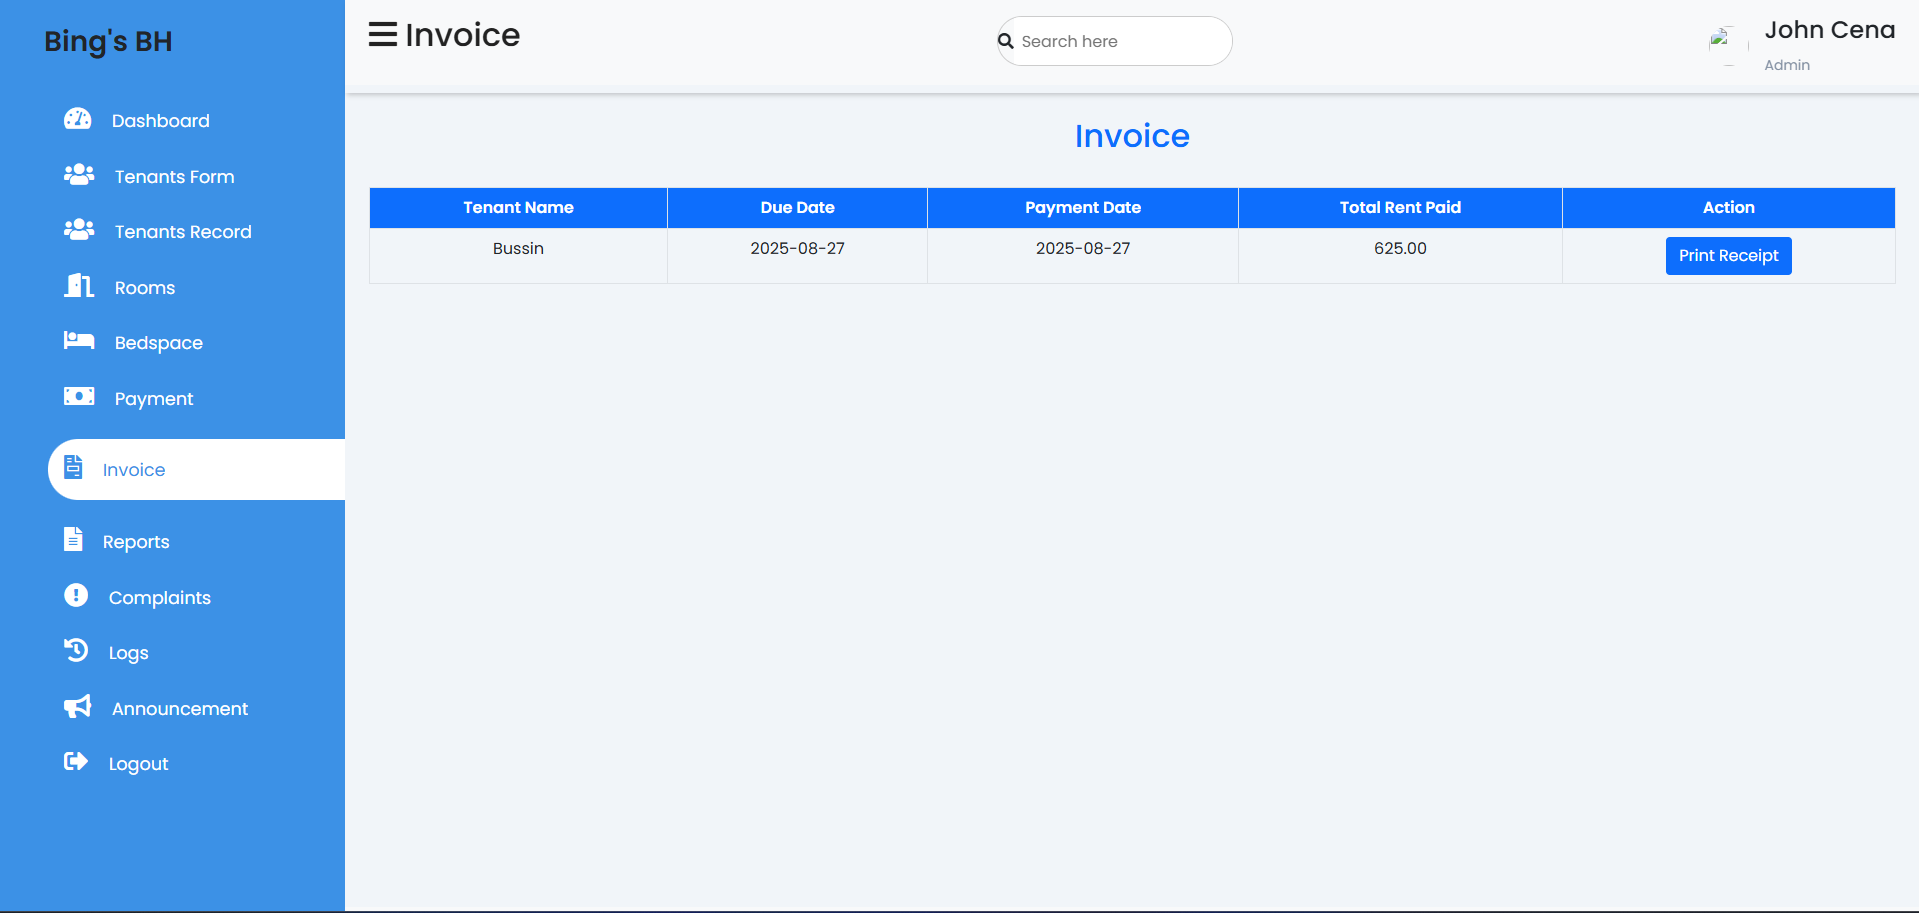 Bing's BH
Dashboard
Tenants Form
Tenants Record
Rooms
Bedspace
Payment
Invoice
Reports
Complaints
Logs
Announcement
Logout
Invoice
Search here
John Cena
Admin
Invoice
Tenant Name Due Date Payment Date Total Rent Paid Action
Bussin 2025-08-27 2025-08-27 625.00 Print Receipt